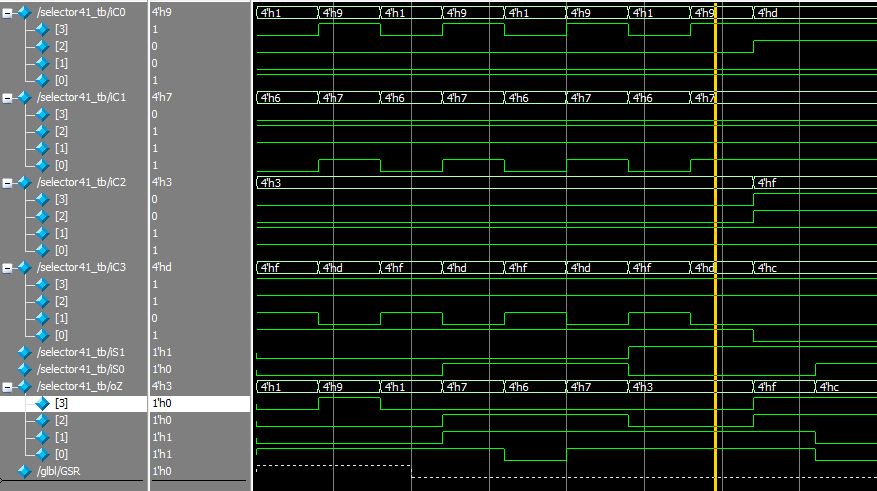 /selector41_tb/iC0 4'h9 4'h1 4'h9 4'h1 4'h9 4'h1 4'h9 4'h1 4'h9 4'hd
[3] 1
[2] 0
[1] 0
[0] 1
/selector41_tb/iC1 4'h7 4'h6 4'h7 4'h6 4'h7 4'h6 4'h7 4'h6 4'h7
[3] 0
[2] 1
[1] 1
[0] 1
/selector41_tb/iC2 4'h3 4'h3 4'hf
[3] 0
[2] 0
[1] 1
[0] 1
/selector41_tb/iC3 4'hd 4'hf 4'hd 4'hf 4'hd 4'hf 4'hd 4'hf 4'hd 4'hc
[3] 1
[2] 1
[1] 0
[0] 1
/selector41_tb/iS1 1'h1
/selector41_tb/iS0 1'h0
/selector41_tb/oZ 4'h3 4'h1 4'h9 4'h1 4'h7 4'h6 4'h7 4'h3 4'hf 4'hc
[3] 1'h0
[2] 1'h0
[1] 1'h1
[0] 1'h1
/glbl/GSR 1'h0